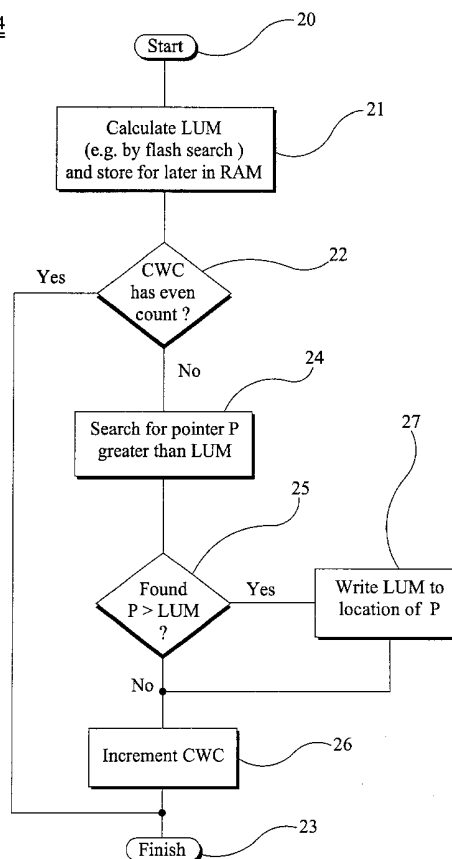 4
20
Start
21
Calculate LUM
(e.g. by flash search )
and store for later in RAM
22
Yes
CWC
has even
count ?
No
24
Search for pointer P
greater than LUM
27
25
Found
P > LUM
?
Yes
Write LUM to
location of P
No
Increment CWC
26
Finish
23